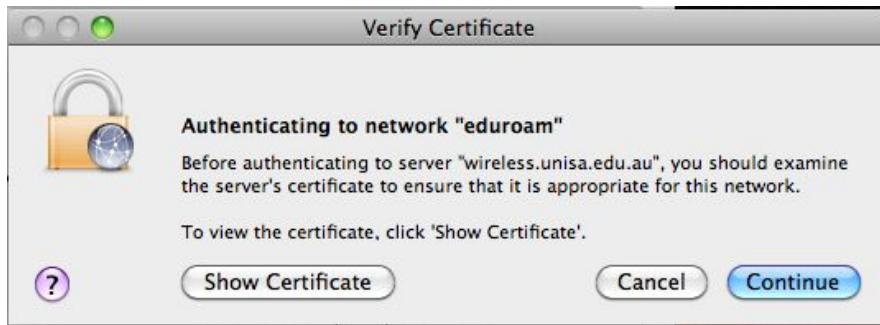 Verify Certificate
Authenticating to network "eduroam"
Before authenticating to server "wireless.unisa.edu.au", you should examine
the server's certificate to ensure that it is appropriate for this network.
To view the certificate, click 'Show Certificate'.
?
Show Certificate
Cancel
Continue